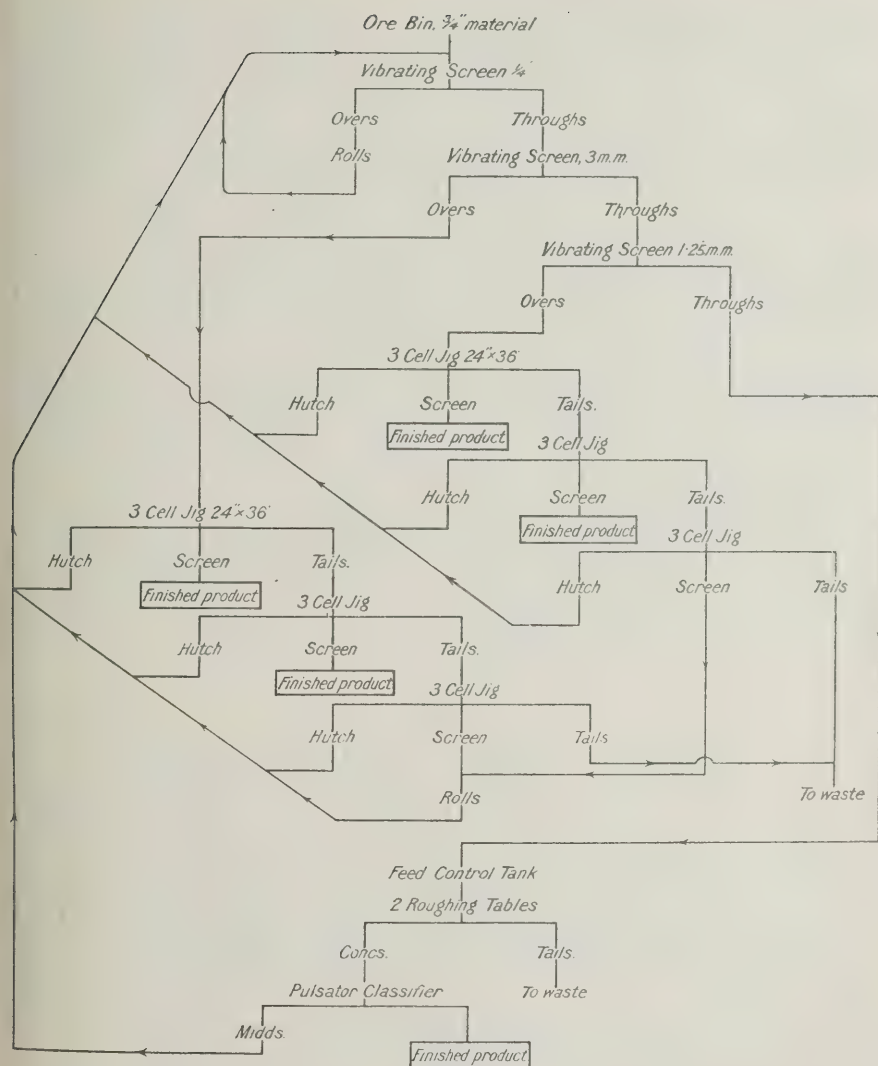 Ore Bin, ¾" material
Vibrating Screen ¼"
Overs Throughs
Rolls
Vibrating Screen, 3 m.m.
Overs Throughs
Vibrating Screen 1·25 m.m.
Overs Throughs
3 Cell Jig 24"×36"
Hutch Screen Tails.
Finished product
3 Cell Jig
Hutch Screen Tails.
Finished product
3 Cell Jig 24"×36"
3 Cell Jig
Hutch Screen Tails.
Hutch Screen Tails
Finished product
3 Cell Jig
Hutch Screen Tails.
Finished product
3 Cell Jig
Hutch Screen Tails
Rolls
To waste
Feed Control Tank
2 Roughing Tables
Concs. Tails.
Pulsator Classifier
To waste
Midds.
Finished product